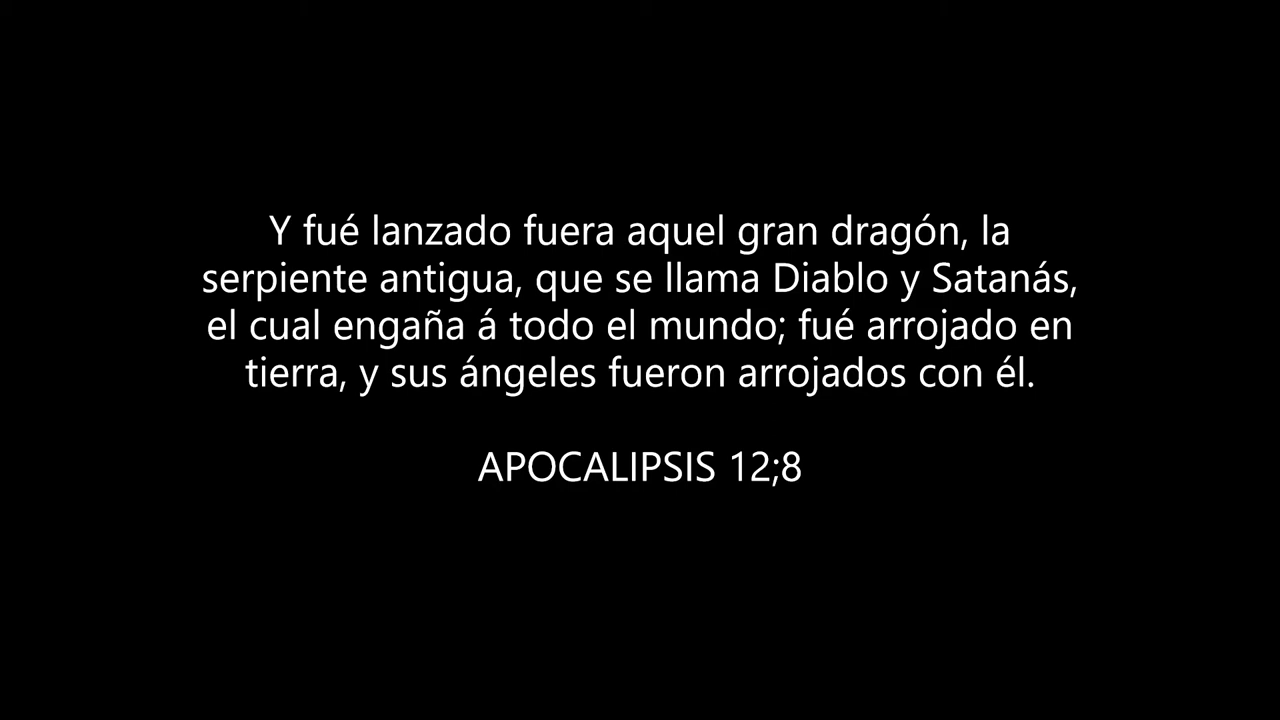 Y fué lanzado fuera aquel gran dragón, la
serpiente antigua, que se llama Diablo y Satanás,
el cual engaña á todo el mundo; fué arrojado en
tierra, y sus ángeles fueron arrojados con él.
APOCALIPSIS 12;8